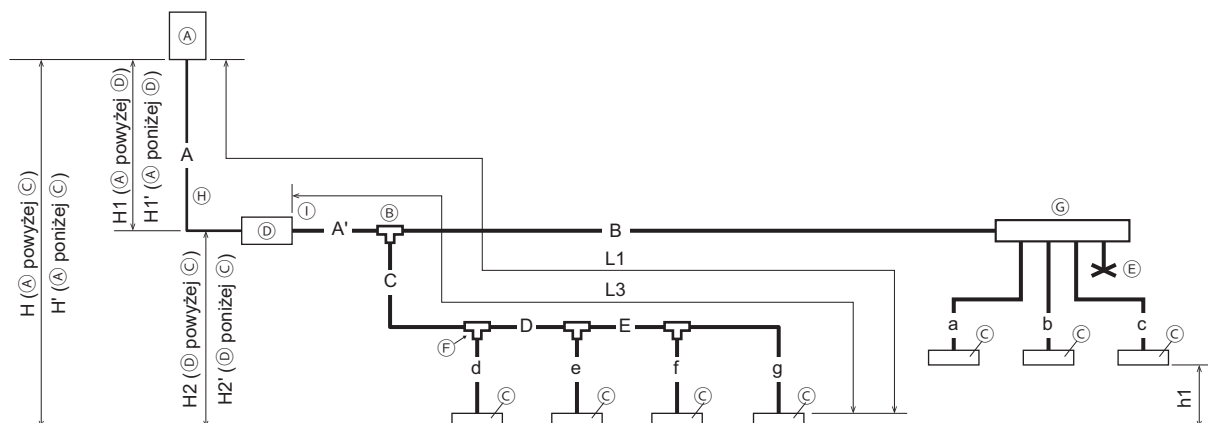 Ⓐ
H (Ⓐ powyżej Ⓒ)
H' (Ⓐ poniżej Ⓒ)
H1 (Ⓐ powyżej Ⓓ)
H1' (Ⓐ poniżej Ⓓ)
A
Ⓗ
Ⓘ
Ⓑ
Ⓖ
Ⓓ
A'
B
H2 (Ⓓ powyżej Ⓒ)
H2' (Ⓓ poniżej Ⓒ)
L1
Ⓔ
C
L3
D
E
a
b
c
Ⓕ
Ⓒ
Ⓒ
Ⓒ
d
e
f
g
h1
Ⓒ
Ⓒ
Ⓒ
Ⓒ